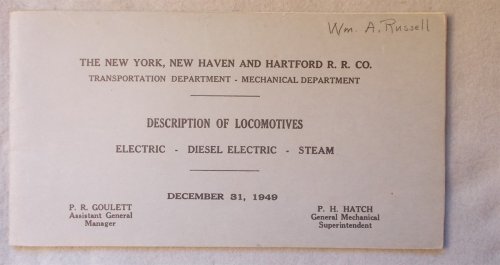 Wm. A. Russell
THE NEW YORK, NEW HAVEN AND HARTFORD R. R. CO.
TRANSPORTATION DEPARTMENT - MECHANICAL DEPARTMENT
DESCRIPTION OF LOCOMOTIVES
ELECTRIC - DIESEL ELECTRIC - STEAM
DECEMBER 31, 1949
P. R. GOULETT
Assistant General
Manager
P. H. HATCH
General Mechanical
Superintendent